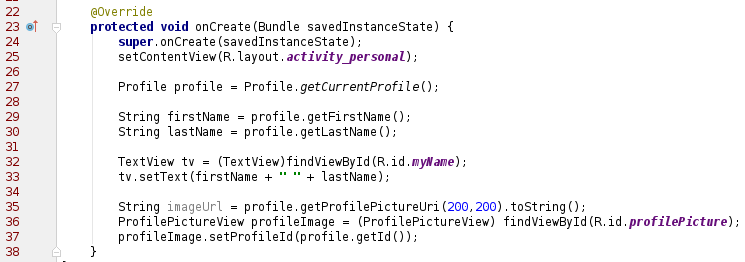 22 @Override
23 protected void onCreate(Bundle savedInstanceState) {
24 super.onCreate(savedInstanceState);
25 setContentView(R.layout.activity_personal);
26
27 Profile profile = Profile.getCurrentProfile();
28
29 String firstName = profile.getFirstName();
30 String lastName = profile.getLastName();
31
32 TextView tv = (TextView)findViewById(R.id.myName);
33 tv.setText(firstName + " " + lastName);
34
35 String imageUrl = profile.getProfilePictureUri(200,200).toString();
36 ProfilePictureView profileImage = (ProfilePictureView) findViewById(R.id.profilePicture);
37 profileImage.setProfileId(profile.getId());
38 }